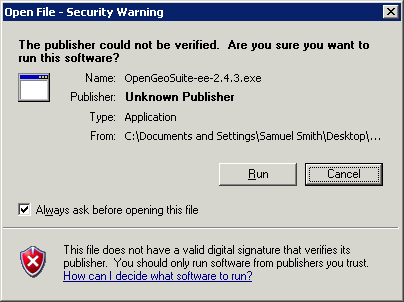 Open File - Security Warning
The publisher could not be verified. Are you sure you want to
run this software?
Name: OpenGeoSuite-ee-2.4.3.exe
Publisher: Unknown Publisher
Type: Application
From: C:\Documents and Settings\Samuel Smith\Desktop\...
Run Cancel
Always ask before opening this file
This file does not have a valid digital signature that verifies its
publisher. You should only run software from publishers you trust.
How can I decide what software to run?